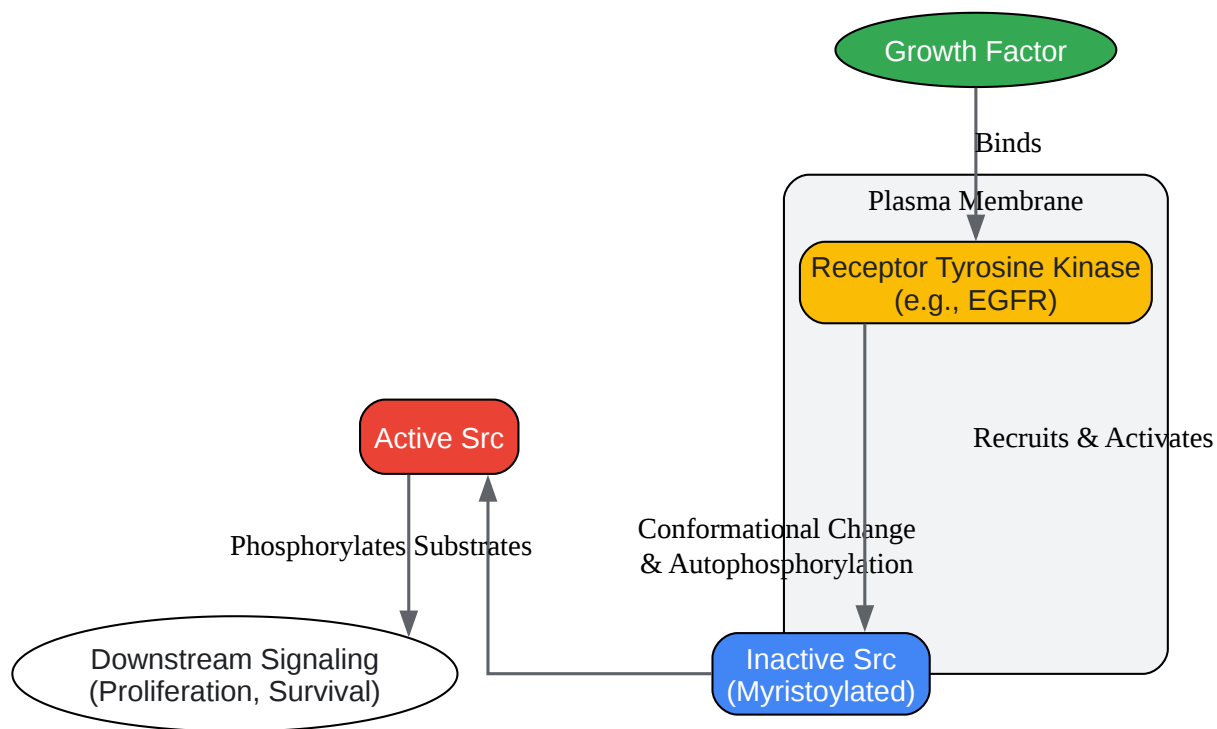 Growth Factor
Binds
Plasma Membrane
Receptor Tyrosine Kinase
(e.g., EGFR)
Active Src
Recruits & Activates
Phosphorylates Substrates
Conformational Change
& Autophosphorylation
Downstream Signaling
(Proliferation, Survival)
Inactive Src
(Myristoylated)